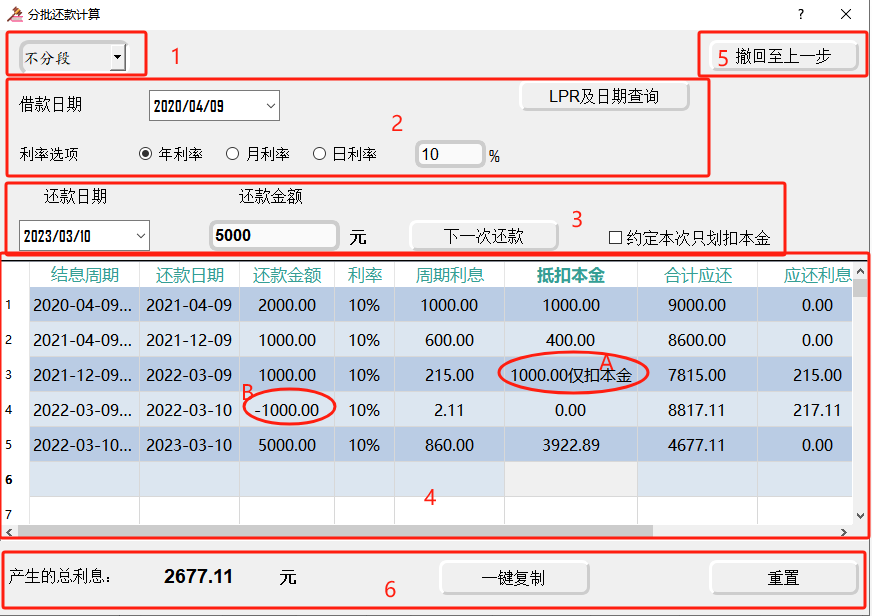 分批还款计算 ?
不分段 1 5 撤回至上一步
借款日期 2020/04/09 LPR及日期查询
2
利率选项 年利率 月利率 日利率 10 %
还款日期 还款金额
2023/03/10 5000 元 下一次还款 3 约定本次只划扣本金
结息周期 还款日期 还款金额 利率 周期利息 抵扣本金 合计应还 应还利息
1 2020-04-09... 2021-04-09 2000.00 10% 1000.00 1000.00 9000.00 0.00
2 2021-04-09... 2021-12-09 1000.00 10% 600.00 400.00 8600.00 0.00
A
3 2021-12-09... 2022-03-09 1000.00 10% 215.00 1000.00仅扣本金 7815.00 215.00
B
4 2022-03-09... 2022-03-10 -1000.00 10% 2.11 0.00 8817.11 217.11
5 2022-03-10... 2023-03-10 5000.00 10% 860.00 3922.89 4677.11 0.00
6
4
7
产生的总利息: 2677.11 元 6 一键复制 重置